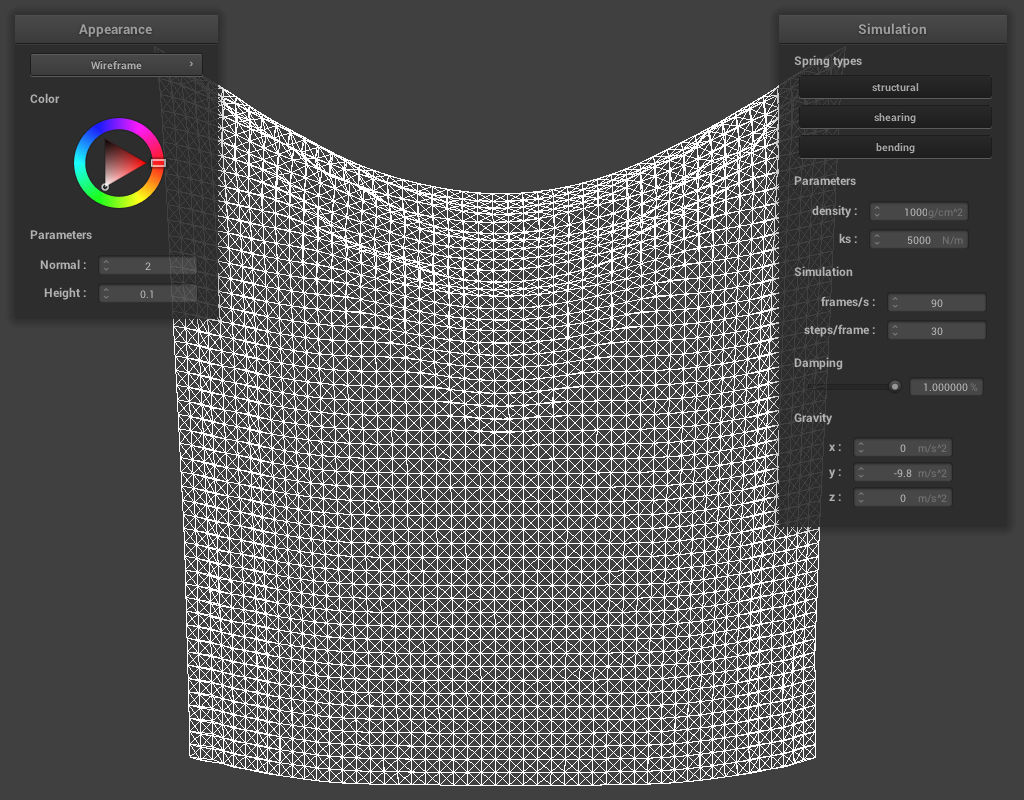 Appearance
Wireframe
Color
Parameters
Normal : 2
Height : 0.1
Simulation
Spring types
structural
shearing
bending
Parameters
density : 1000 g/cm^2
ks : 5000 N/m
Simulation
frames/s : 90
steps/frame : 30
Damping
1.000000 %
Gravity
x : 0 m/s^2
y : -9.8 m/s^2
z : 0 m/s^2